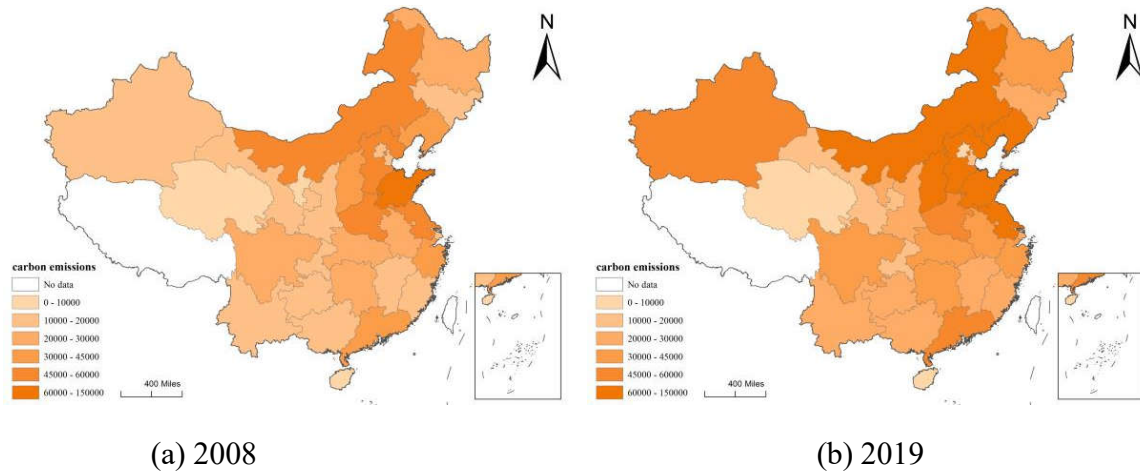 N
carbon emissions
No data
0 - 10000
10000 - 20000
20000 - 30000
30000 - 45000
45000 - 60000
60000 - 150000
400 Miles
(a) 2008
N
carbon emissions
No data
0 - 10000
10000 - 20000
20000 - 30000
30000 - 45000
45000 - 60000
60000 - 150000
400 Miles
(b) 2019